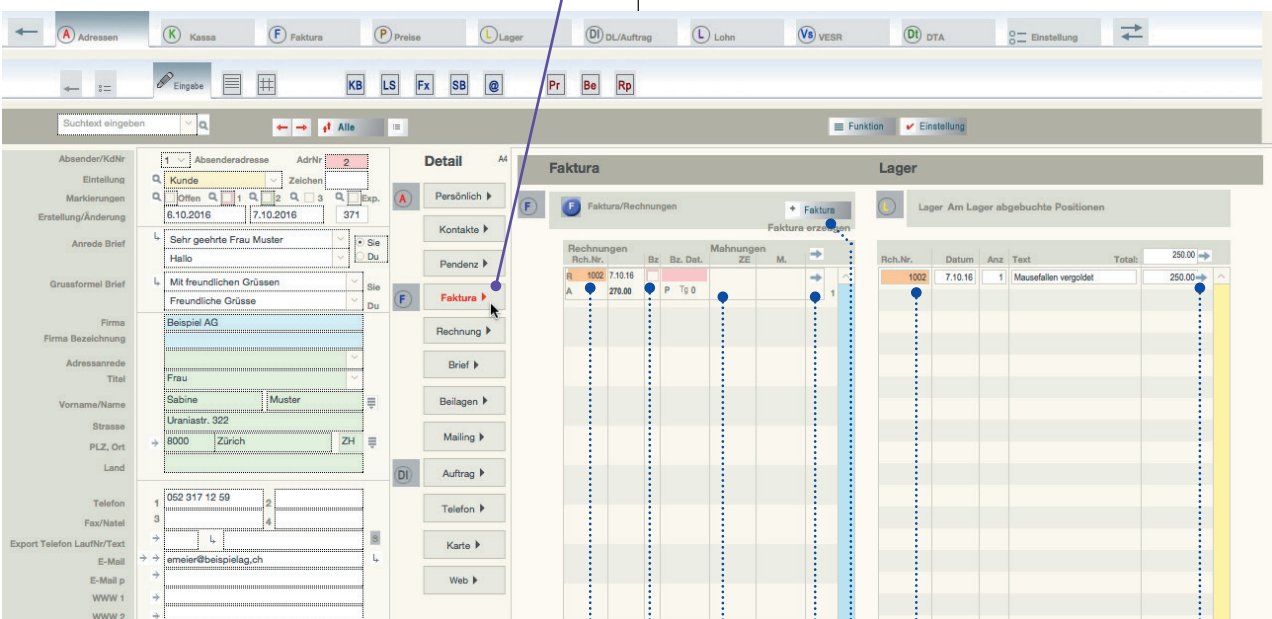 A Adressen K Kassa F Faktura P Preise L Lager Dl DL/Auftrag L Lohn Vs VESR Dt DTA Einstellung
Eingabe KB LS Fx SB @ Pr Be Rp
Suchtext eingeben Alle Funktion Einstellung
Absender/KdNr 1 Absenderadresse AdrNr 2
Einteilung Kunde Zeichen
Markierungen Offen 1 2 3 Exp.
Erstellung/Änderung 6.10.2016 7.10.2016 371
Anrede Brief Sehr geehrte Frau Muster Sie
Hallo Du
Grussformel Brief Mit freundlichen Grüssen Sie
Freundliche Grüsse Du
Firma Beispiel AG
Firma Bezeichnung
Adressanrede
Titel Frau
Vorname/Name Sabine Muster
Strasse Uraniastr. 322
PLZ, Ort 8000 Zürich ZH
Land
Telefon 1 052 317 12 59 2
Fax/Natel 3 4
Export Telefon LaufNr/Text
E-Mail emeier@beispielag,ch
E-Mail p
WWW 1
WWW 2
Detail A4
A Persönlich
Kontakte
Pendenz
F Faktura
Rechnung
Brief
Beilagen
Mailing
Dl Auftrag
Telefon
Karte
Web
Faktura
F F Faktura/Rechnungen + Faktura
Faktura erzeugen
Rechnungen Mahnungen
Rch.Nr. Bz Bz. Dat. ZE M.
R 1002 7.10.16
A 270.00 P Tg 0 1
Lager
L Lager Am Lager abgebuchte Positionen
Rch.Nr. Datum Anz Text Total: 250.00
1002 7.10.16 1 Mausefallen vergoldet 250.00